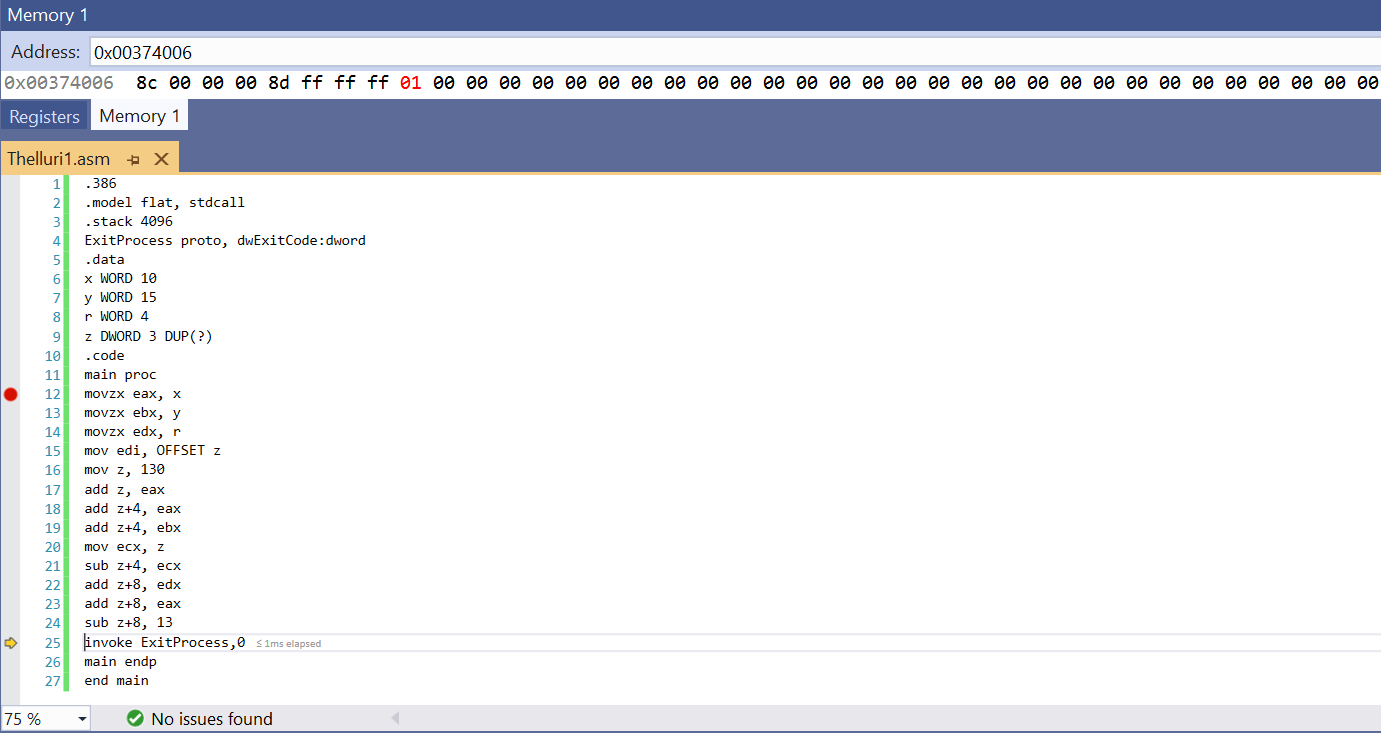 Memory 1
Address: 0x00374006
0x00374006 8c 00 00 00 8d ff ff ff 01 00 00 00 00 00 00 00 00 00 00 00 00 00 00 00 00 00 00 00 00 00 00 00 00 00 00 00 00 00
Registers Memory 1
Thelluri1.asm
1 .386
2 .model flat, stdcall
3 .stack 4096
4 ExitProcess proto, dwExitCode:dword
5 .data
6 x WORD 10
7 y WORD 15
8 r WORD 4
9 z DWORD 3 DUP(?)
10 .code
11 main proc
12 movzx eax, x
13 movzx ebx, y
14 movzx edx, r
15 mov edi, OFFSET z
16 mov z, 130
17 add z, eax
18 add z+4, eax
19 add z+4, ebx
20 mov ecx, z
21 sub z+4, ecx
22 add z+8, edx
23 add z+8, eax
24 sub z+8, 13
25 invoke ExitProcess,0 ≤ 1ms elapsed
26 main endp
27 end main
75 % No issues found